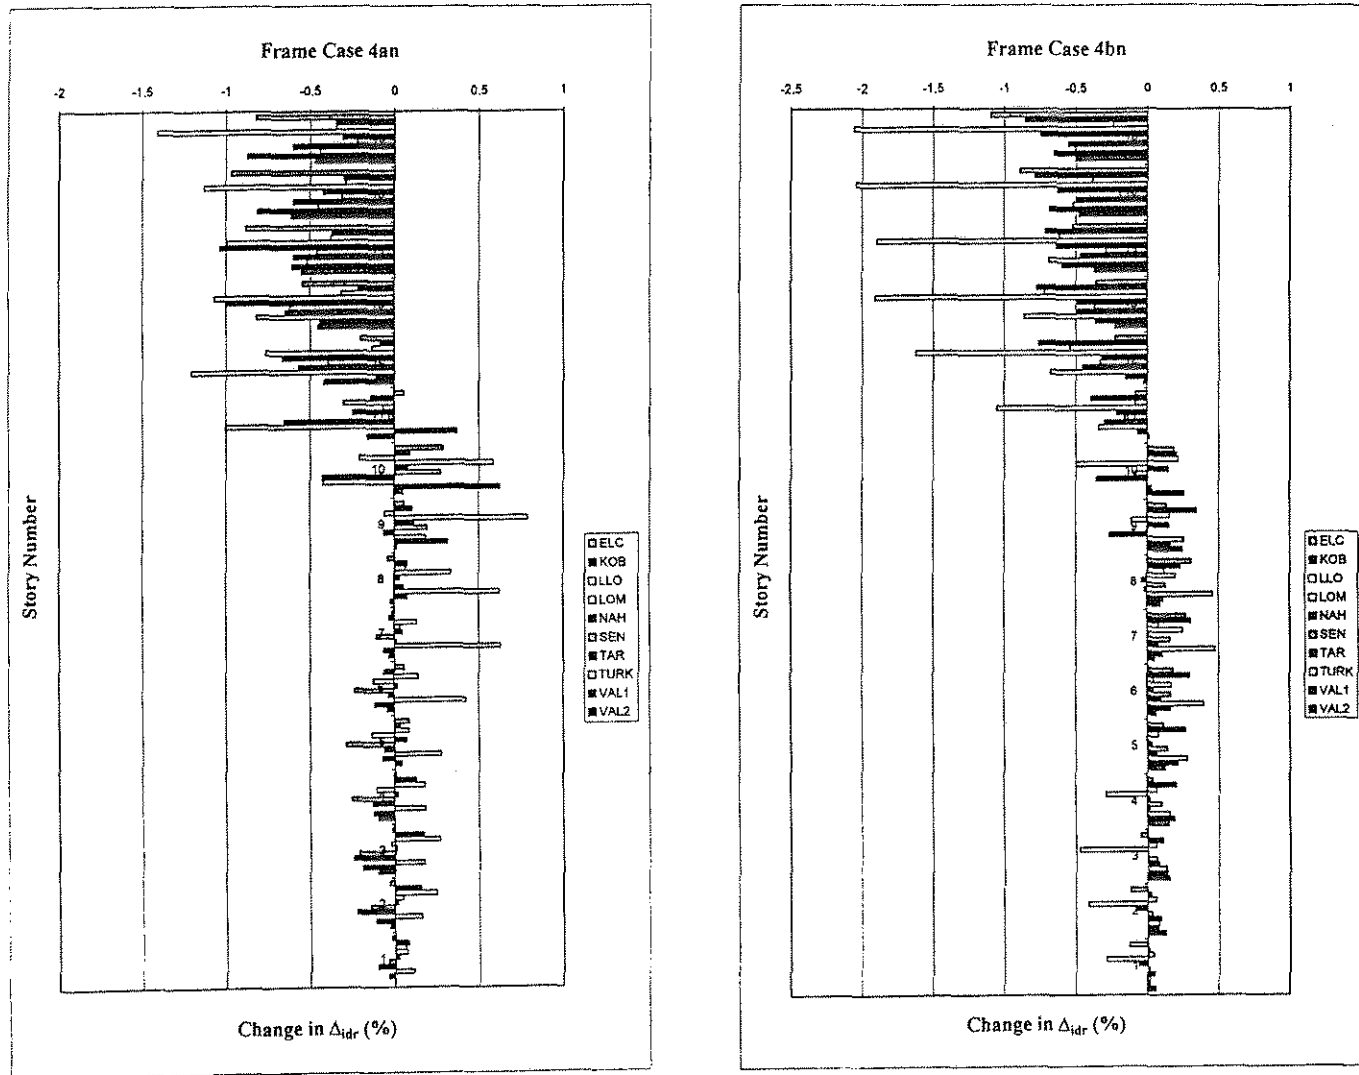 Frame Case 4an
-2 -1.5 -1 -0.5 0 0.5 1
Story Number
10
9
8
7
5
3
2
1
ELC
KOB
LLO
LOM
NAH
SEN
TAR
TURK
VAL1
VAL2
Change in Δidr (%)
Frame Case 4bn
-2.5 -2 -1.5 -1 -0.5 0 0.5 1
Story Number
10
9
8
7
6
5
4
3
2
1
ELC
KOB
LLO
LOM
NAH
SEN
TAR
TURK
VAL1
VAL2
Change in Δidr (%)